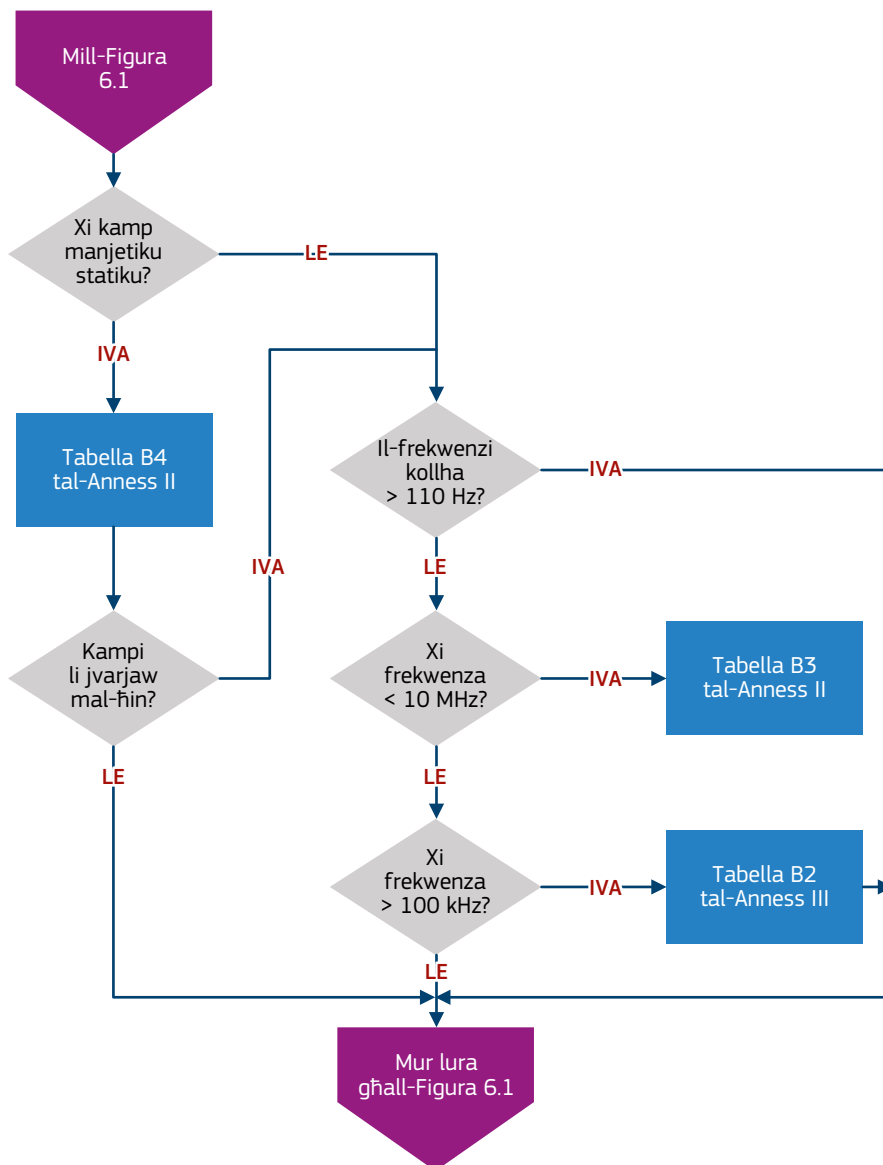 Mill-Figura
6.1
Xi kamp
manjetiku
statiku?
LE
IVA
Tabella B4
tal-Anness II
Il-frekwenzi
kollha
> 110 Hz?
IVA
IVA
LE
Kampi
li jvarjaw
mal-ħin?
Xi
frekwenza
< 10 MHz?
IVA
Tabella B3
tal-Anness II
LE
LE
Xi
frekwenza
> 100 kHz?
IVA
Tabella B2
tal-Anness III
LE
Mur lura
għall-Figura 6.1